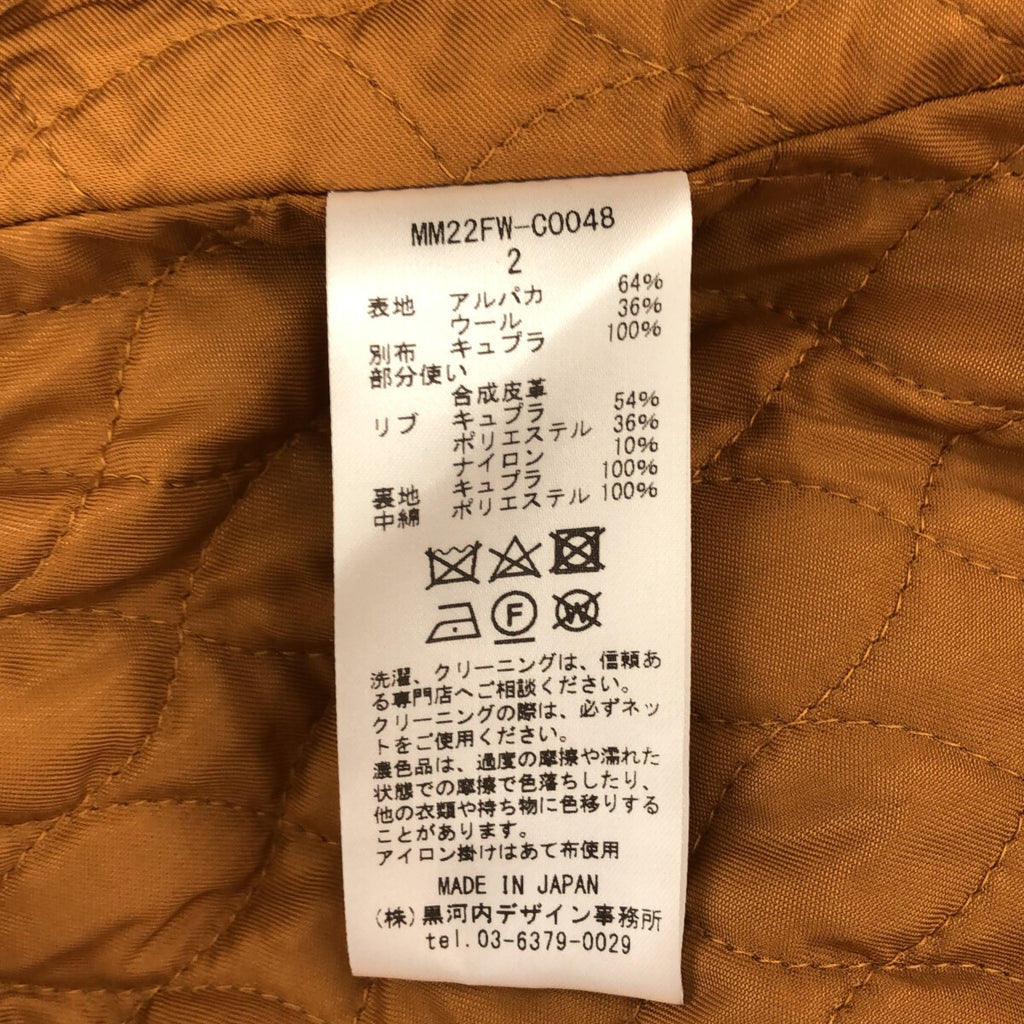 MM22FW-CO048
2
表地 アルパカ 64%
ウール 36%
別布 キュプラ 100%
部分使い
合成皮革
リブ キュプラ 54%
ポリエステル 36%
ナイロン 10%
裏地 キュプラ 100%
中綿 ポリエステル 100%
F W
洗濯、クリーニングは、信頼あ
る専門店へご相談ください。
クリーニングの際は、必ずネッ
トをご使用ください。
濃色品は、過度の摩擦や濡れた
状態での摩擦で色落ちしたり、
他の衣類や持ち物に色移りする
ことがあります。
アイロン掛けはあて布使用
MADE IN JAPAN
(株)黒河内デザイン事務所
tel.03-6379-0029